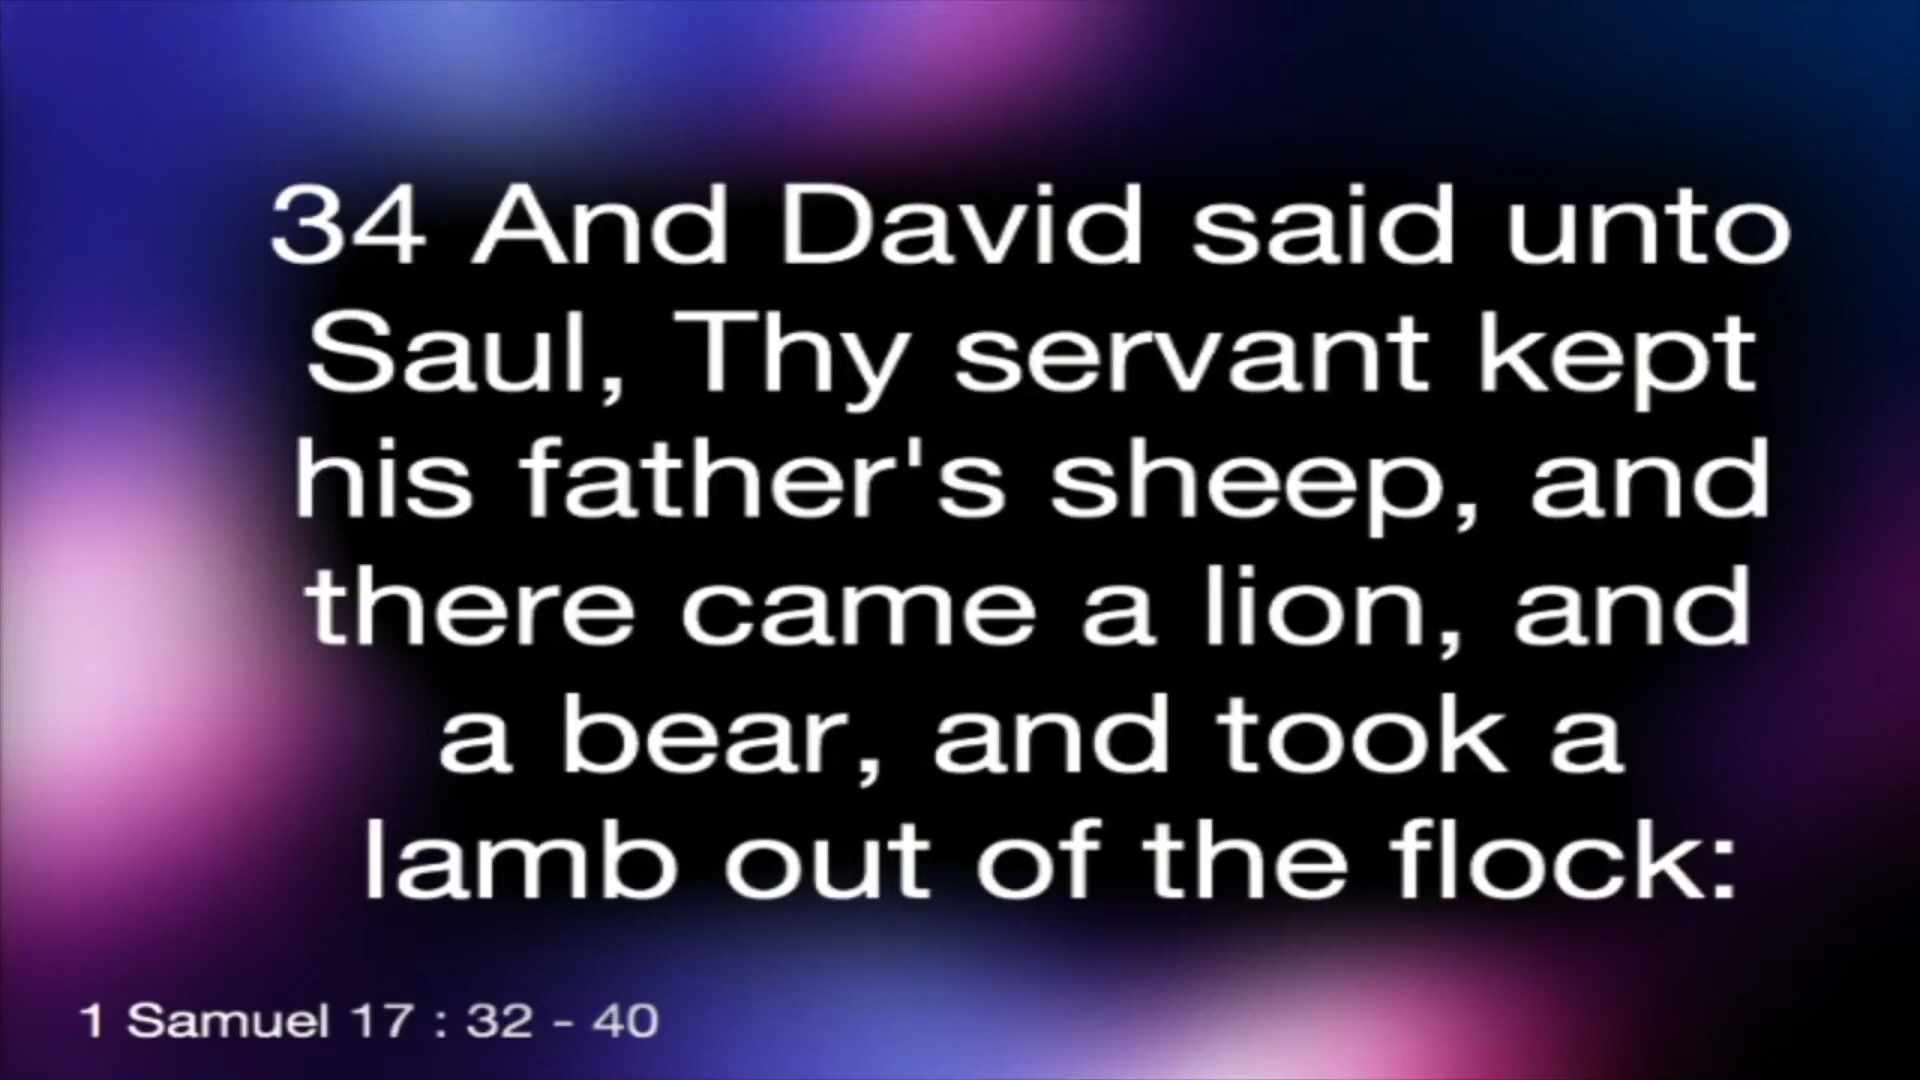 34 And David said unto
Saul, Thy servant kept
his father's sheep, and
there came a lion, and
a bear, and took a
lamb out of the flock:
1 Samuel 17 : 32 - 40